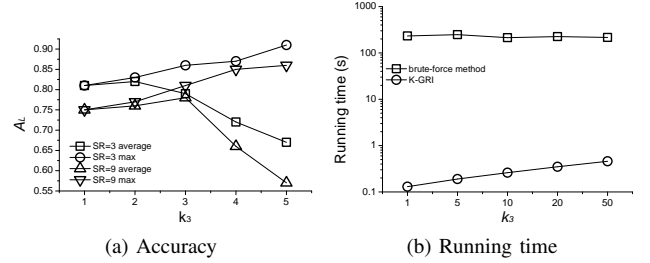 0.90
0.85
0.80
0.75
0.70
0.65
0.60
0.55
A_L
SR=3 average
SR=3 max
SR=9 average
SR=9 max
1 2 3 4 5
k_3
(a) Accuracy
1000
100
10
1
0.1
Running time (s)
brute-force method
K-GRI
1 5 10 20 50
k_3
(b) Running time